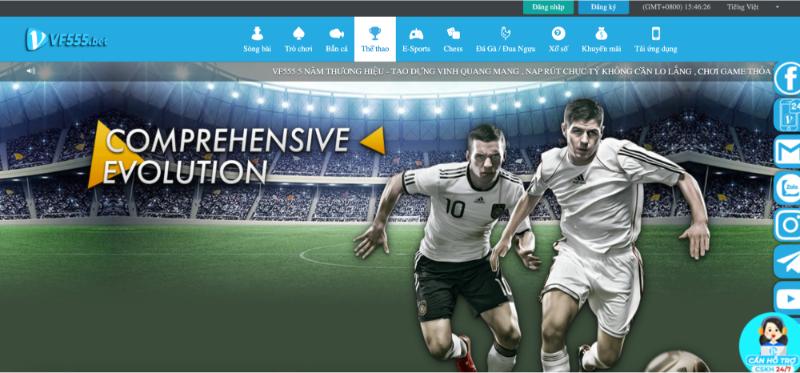 Đăng nhập Đăng ký (GMT+0800) 15:46:26 Tiếng Việt
VF555.bet
Sòng bài Trò chơi Bắn cá Thể thao E-Sports Chess Đá Gà / Đua Ngựa Xổ số Khuyến mãi Tải ứng dụng
VF555 5 NĂM THƯƠNG HIỆU - TẠO DỰNG VINH QUANG MẠNG , NẠP RÚT CHỤC TỶ KHÔNG CẦN LO LẮNG , CHƠI GAME THỎA
COMPREHENSIVE
EVOLUTION
10
24
Zalo
CẦN HỖ TRỢ
CSKH 24/7